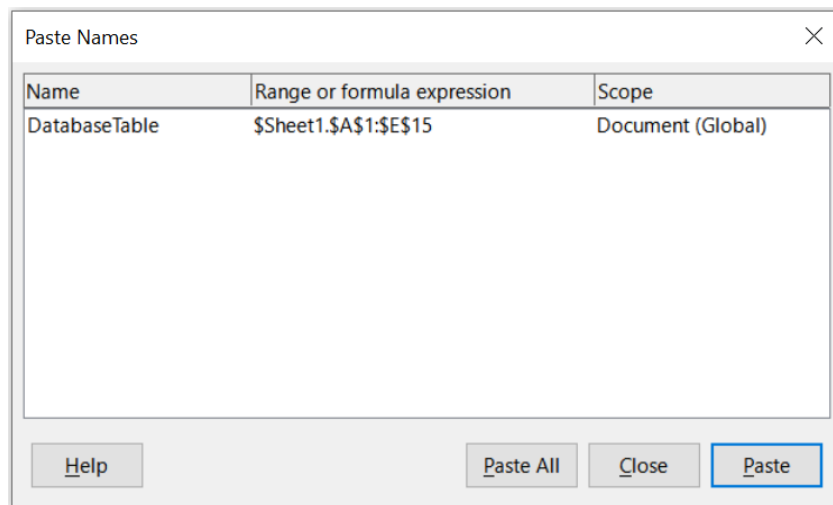 Paste Names
Name Range or formula expression Scope
DatabaseTable $Sheet1.$A$1:$E$15 Document (Global)
Help Paste All Close Paste